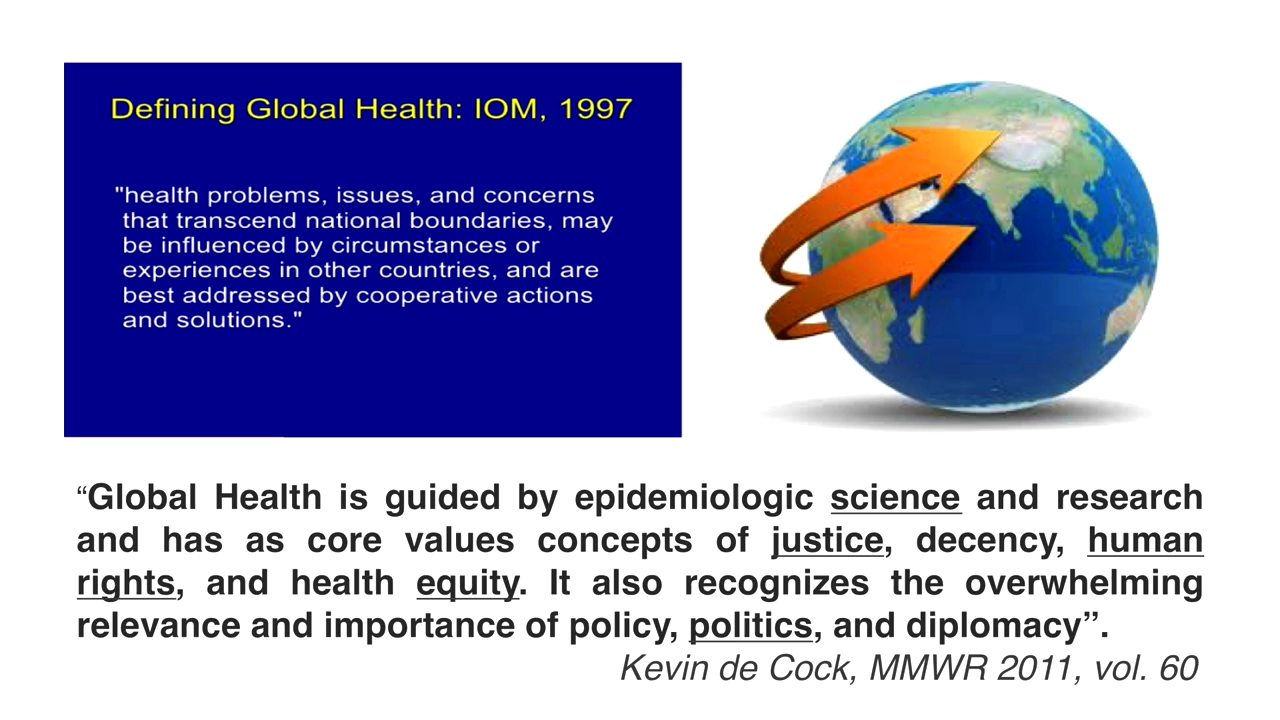 Defining Global Health: IOM, 1997
"health problems, issues, and concerns
that transcend national boundaries, may
be influenced by circumstances or
experiences in other countries, and are
best addressed by cooperative actions
and solutions."
“Global Health is guided by epidemiologic science and research
and has as core values concepts of justice, decency, human
rights, and health equity. It also recognizes the overwhelming
relevance and importance of policy, politics, and diplomacy”.
Kevin de Cock, MMWR 2011, vol. 60